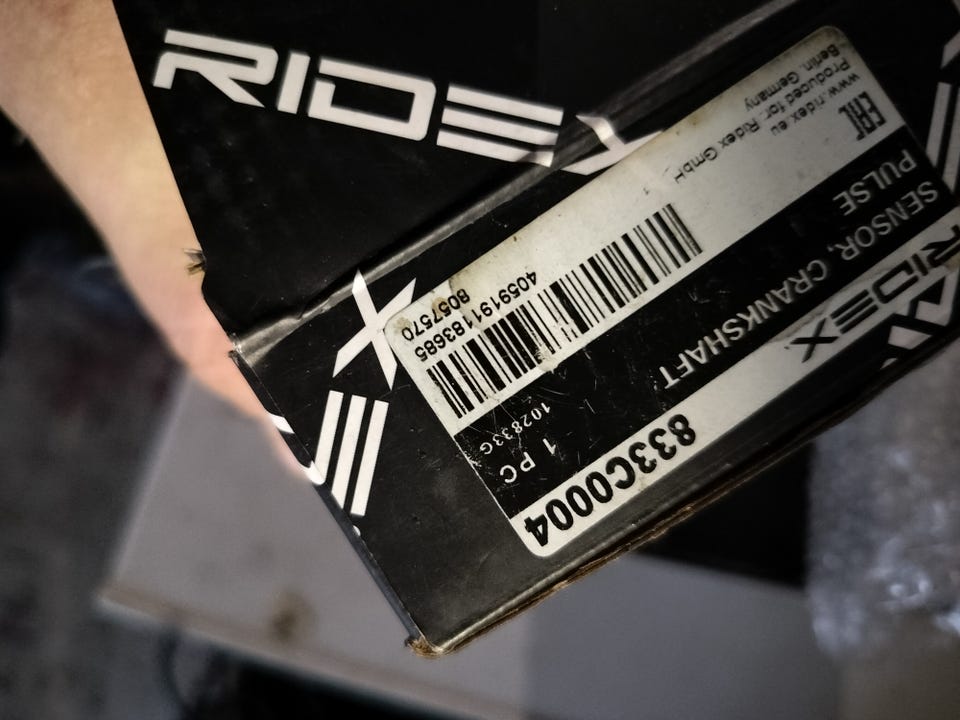 RIDEX
RIDEX
833C0004
SENSOR, CRANKSHAFT
PULSE
1 PC
102833G
4059191183685
8057570
EAC
www.ridex.eu
Produced for: Ridex GmbH
Berlin, Germany